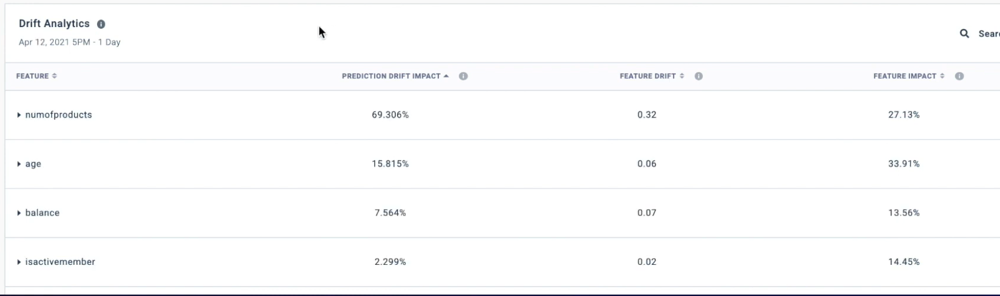 Drift Analytics
Apr 12, 2021 5PM - 1 Day
FEATURE PREDICTION DRIFT IMPACT FEATURE DRIFT FEATURE IMPACT
numofproducts 69.306% 0.32 27.13%
age 15.815% 0.06 33.91%
balance 7.564% 0.07 13.56%
isactivemember 2.299% 0.02 14.45%